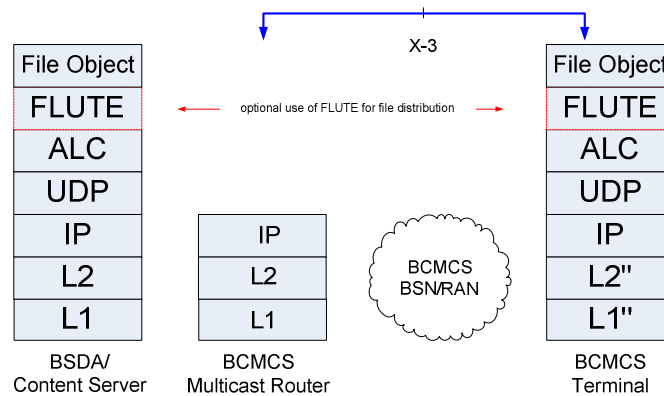 X-3
File Object
FLUTE
ALC
UDP
IP
L2
L1
BSDA/
Content Server
optional use of FLUTE for file distribution
IP
L2
L1
BCMCS
Multicast Router
BCMCS
BSN/RAN
File Object
FLUTE
ALC
UDP
IP
L2"
L1"
BCMCS
Terminal